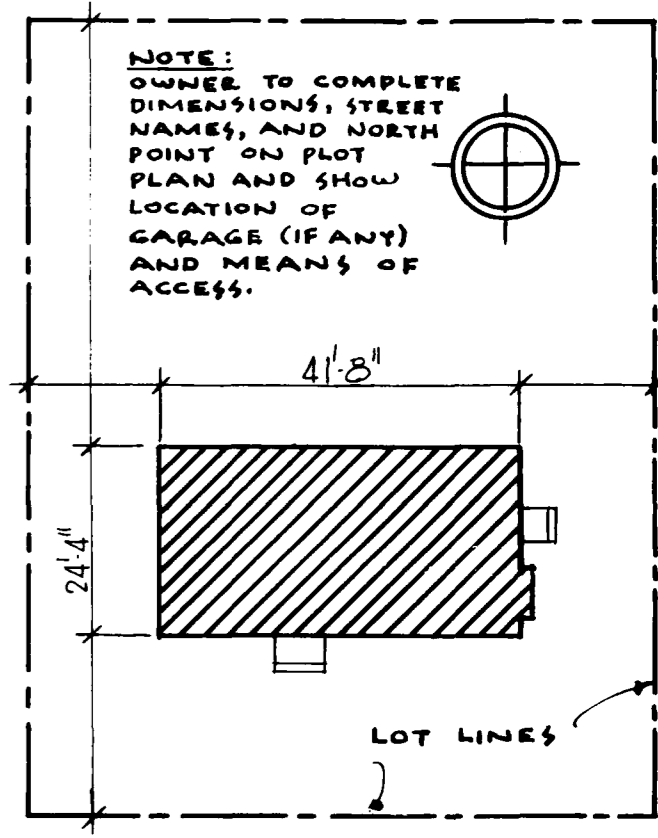 NOTE:
OWNER TO COMPLETE
DIMENSIONS, STREET
NAMES, AND NORTH
POINT ON PLOT
PLAN AND SHOW
LOCATION OF
GARAGE (IF ANY)
AND MEANS OF
ACCESS.
41'-8"
24'-4"
LOT LINES